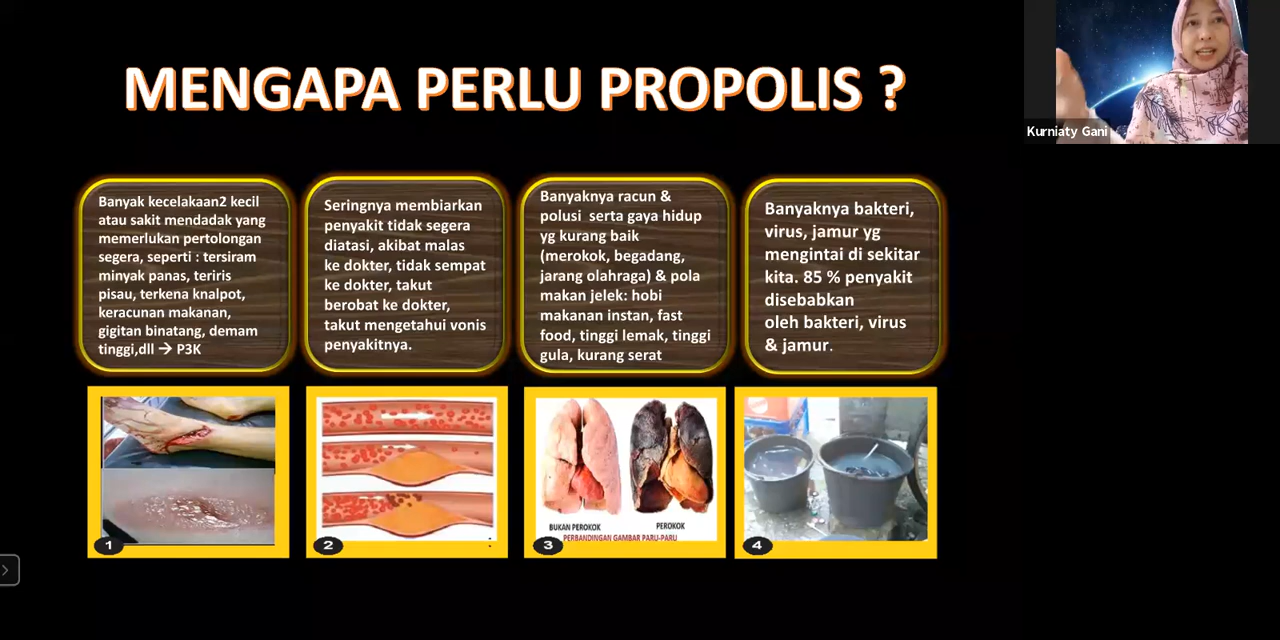 MENGAPA PERLU PROPOLIS ?
Kurniaty Gani
Banyak kecelakaan2 kecil
atau sakit mendadak yang
memerlukan pertolongan
segera, seperti : tersiram
minyak panas, teriris
pisau, terkena knalpot,
keracunan makanan,
gigitan binatang, demam
tinggi,dll → P3K
Seringnya membiarkan
penyakit tidak segera
diatasi, akibat malas
ke dokter, tidak sempat
ke dokter, takut
berobat ke dokter,
takut mengetahui vonis
penyakitnya.
Banyaknya racun &
polusi serta gaya hidup
yg kurang baik
(merokok, begadang,
jarang olahraga) & pola
makan jelek: hobi
makanan instan, fast
food, tinggi lemak, tinggi
gula, kurang serat
Banyaknya bakteri,
virus, jamur yg
mengintai di sekitar
kita. 85 % penyakit
disebabkan
oleh bakteri, virus
& jamur.
1
2
BUKAN PEROKOK
PEROKOK
PERBANDINGAN GAMBAR PARU-PARU
3
4